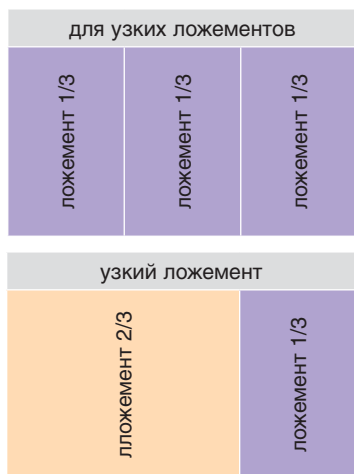 для узких ложементов
ложемент 1/3
ложемент 1/3
ложемент 1/3
узкий ложемент
лложемент 2/3
ложемент 1/3